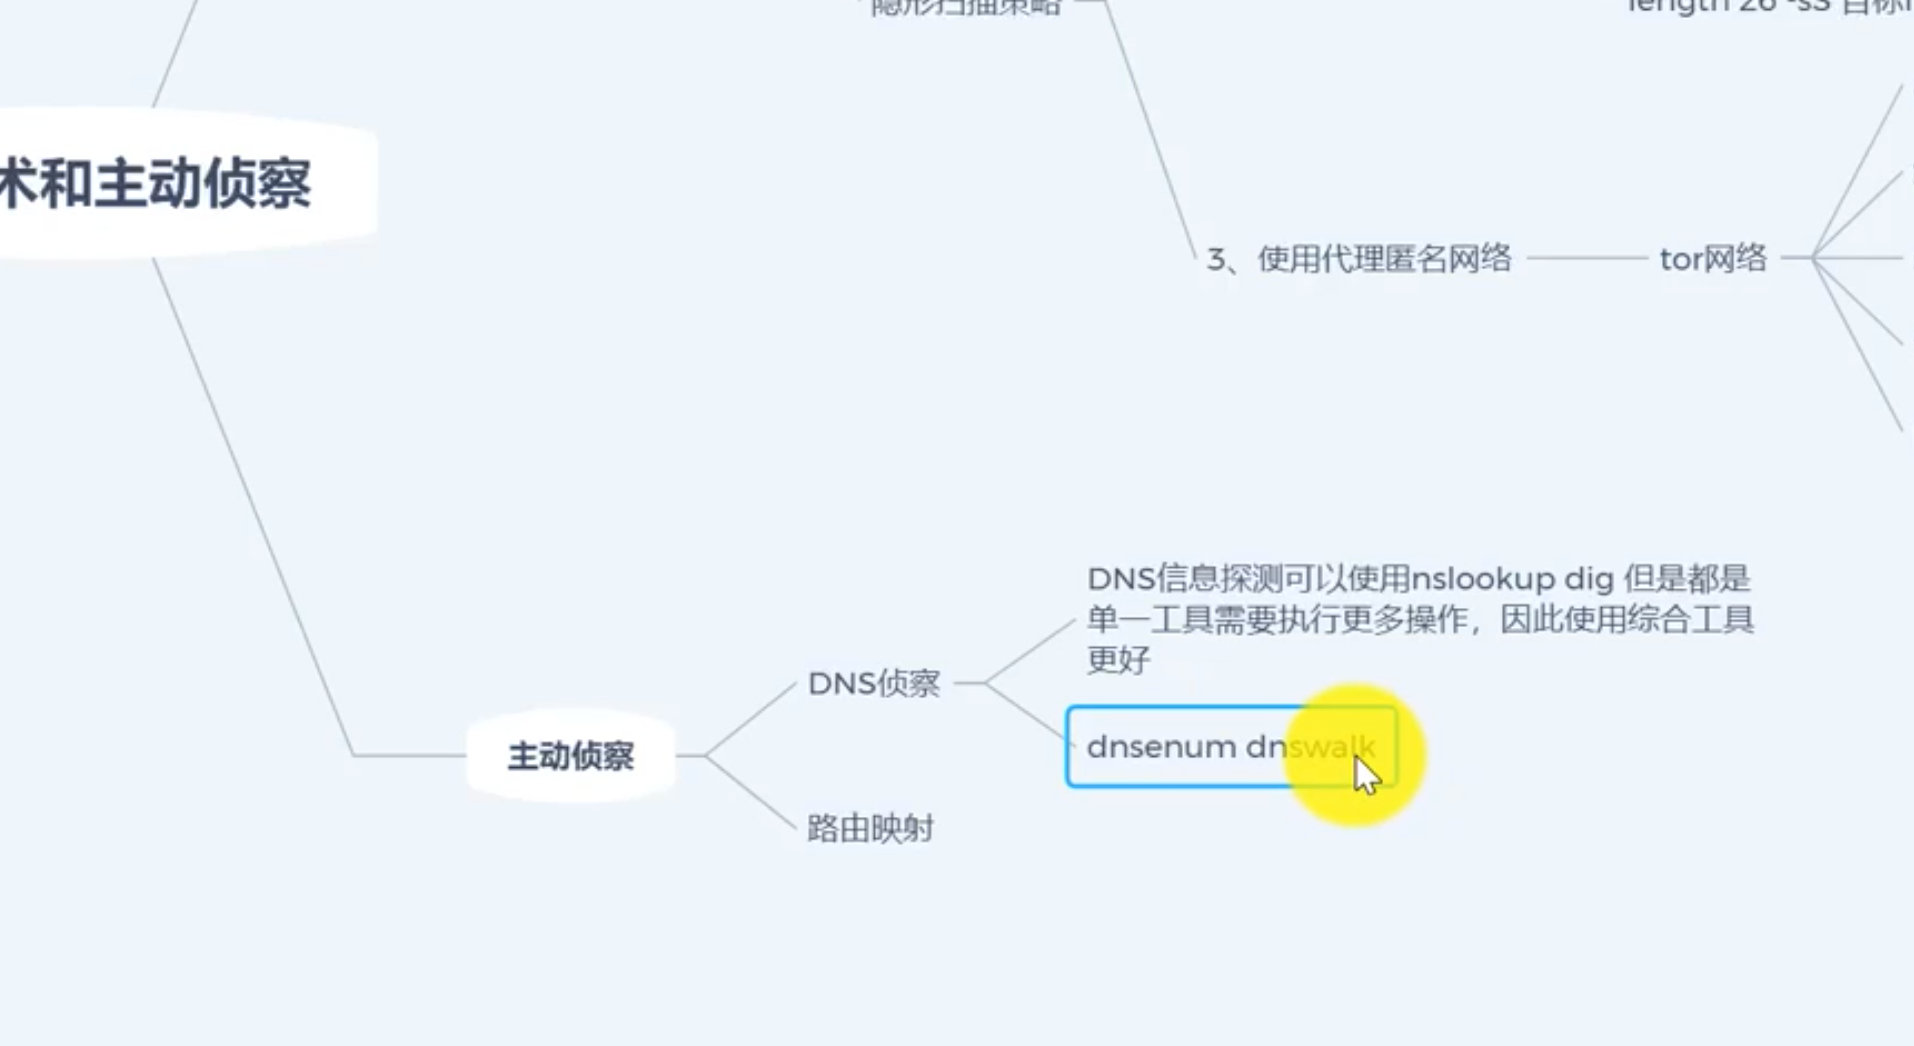 隐形扫描策略
length 26 -sS 目标
术和主动侦察
3、使用代理匿名网络
tor网络
DNS信息探测可以使用nslookup dig 但是都是
单一工具需要执行更多操作，因此使用综合工具
更好
DNS侦察
dnsenum dnswalk
主动侦察
路由映射